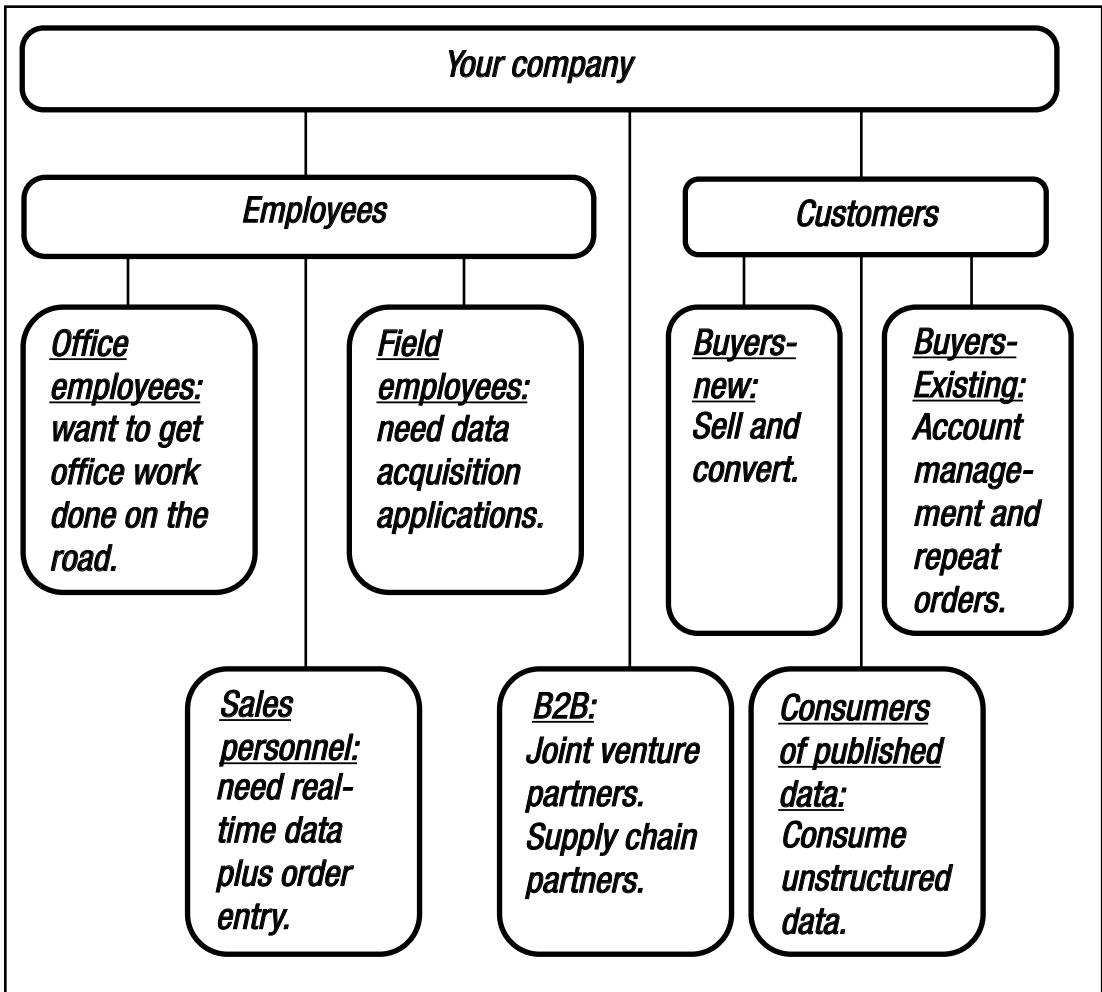 Your company
Employees
Customers
Office
employees:
want to get
office work
done on the
road.
Field
employees:
need data
acquisition
applications.
Buyers-
new:
Sell and
convert.
Buyers-
Existing:
Account
manage-
ment and
repeat
orders.
Sales
personnel:
need real-
time data
plus order
entry.
B2B:
Joint venture
partners.
Supply chain
partners.
Consumers
of published
data:
Consume
unstructured
data.